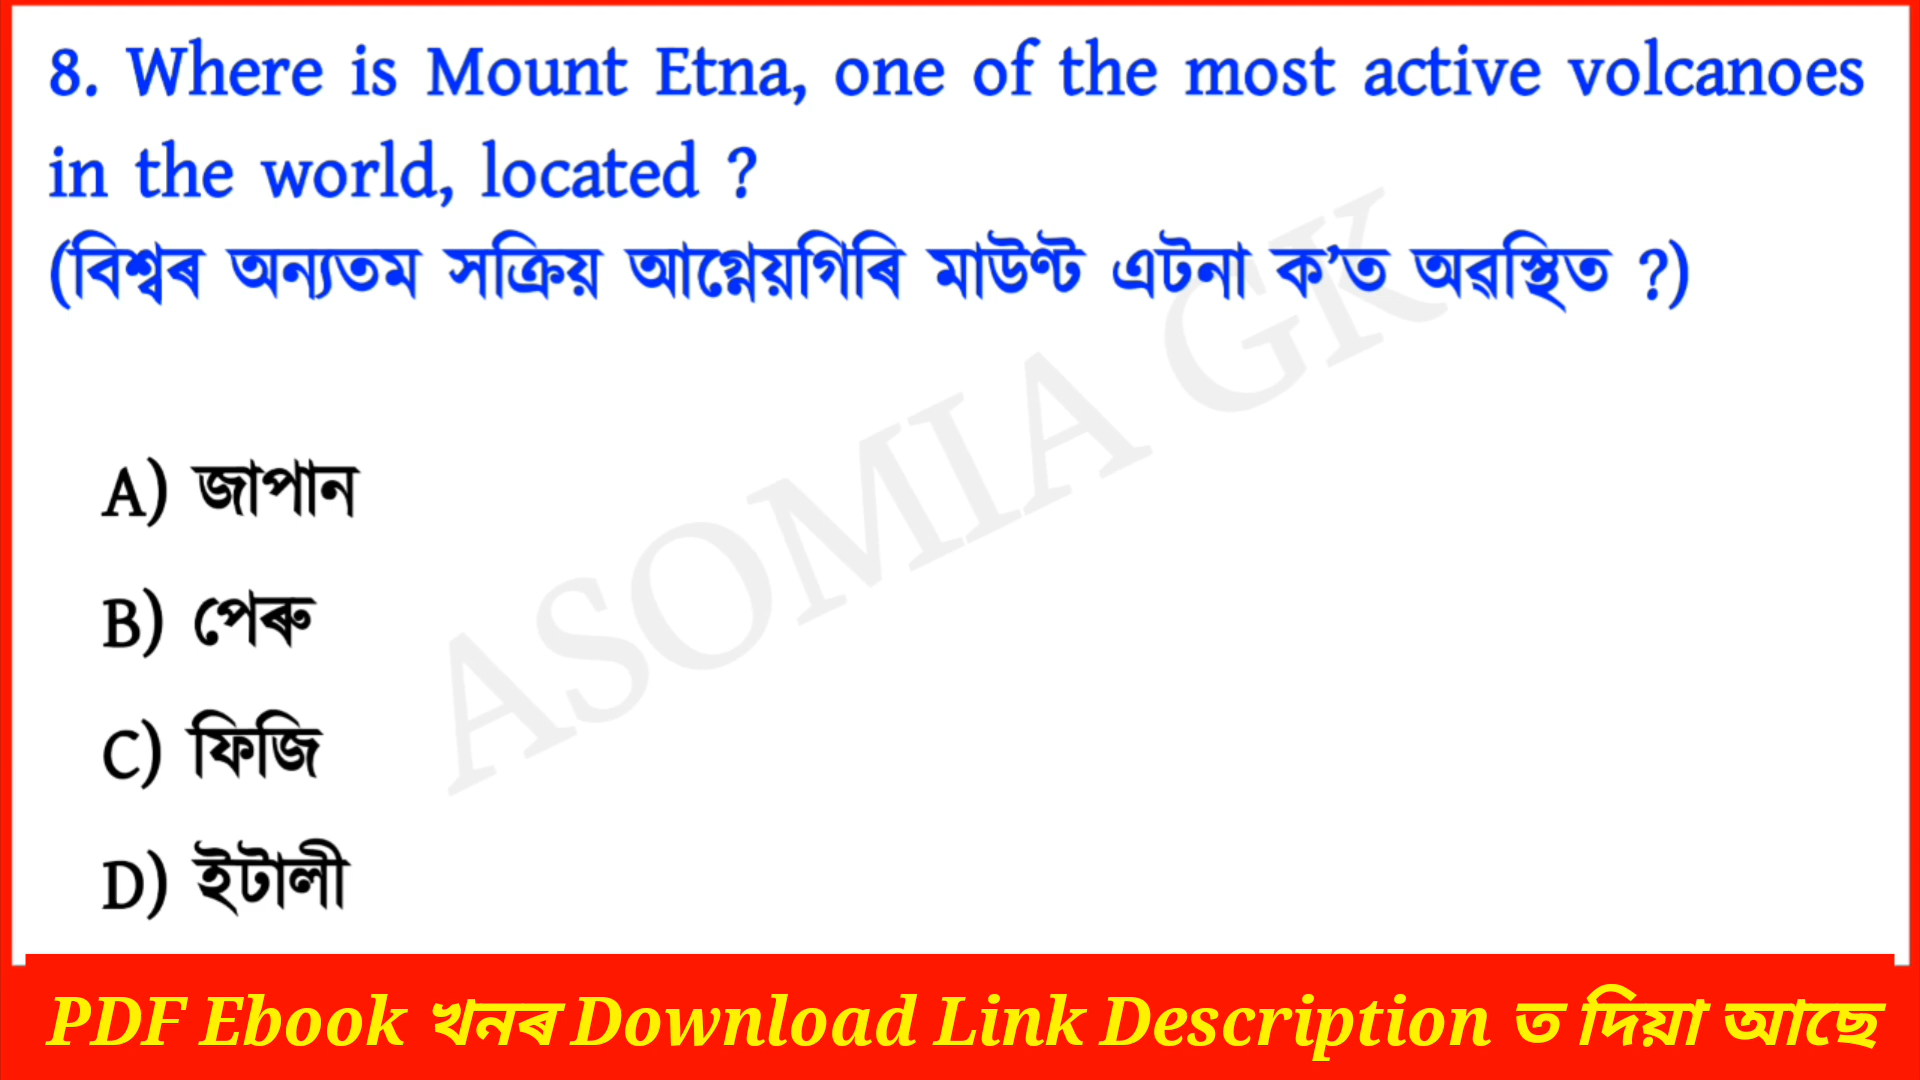 8. Where is Mount Etna, one of the most active volcanoes
in the world, located ?
(বিশ্বৰ অন্যতম সক্ৰিয় আগ্নেয়গিৰি মাউণ্ট এটনা ক’ত অৱস্থিত ?)
ASOMIA GK
A) জাপান
B) পেৰু
C) ফিজি
D) ইটালী
PDF Ebook খনৰ Download Link Description ত দিয়া আছে